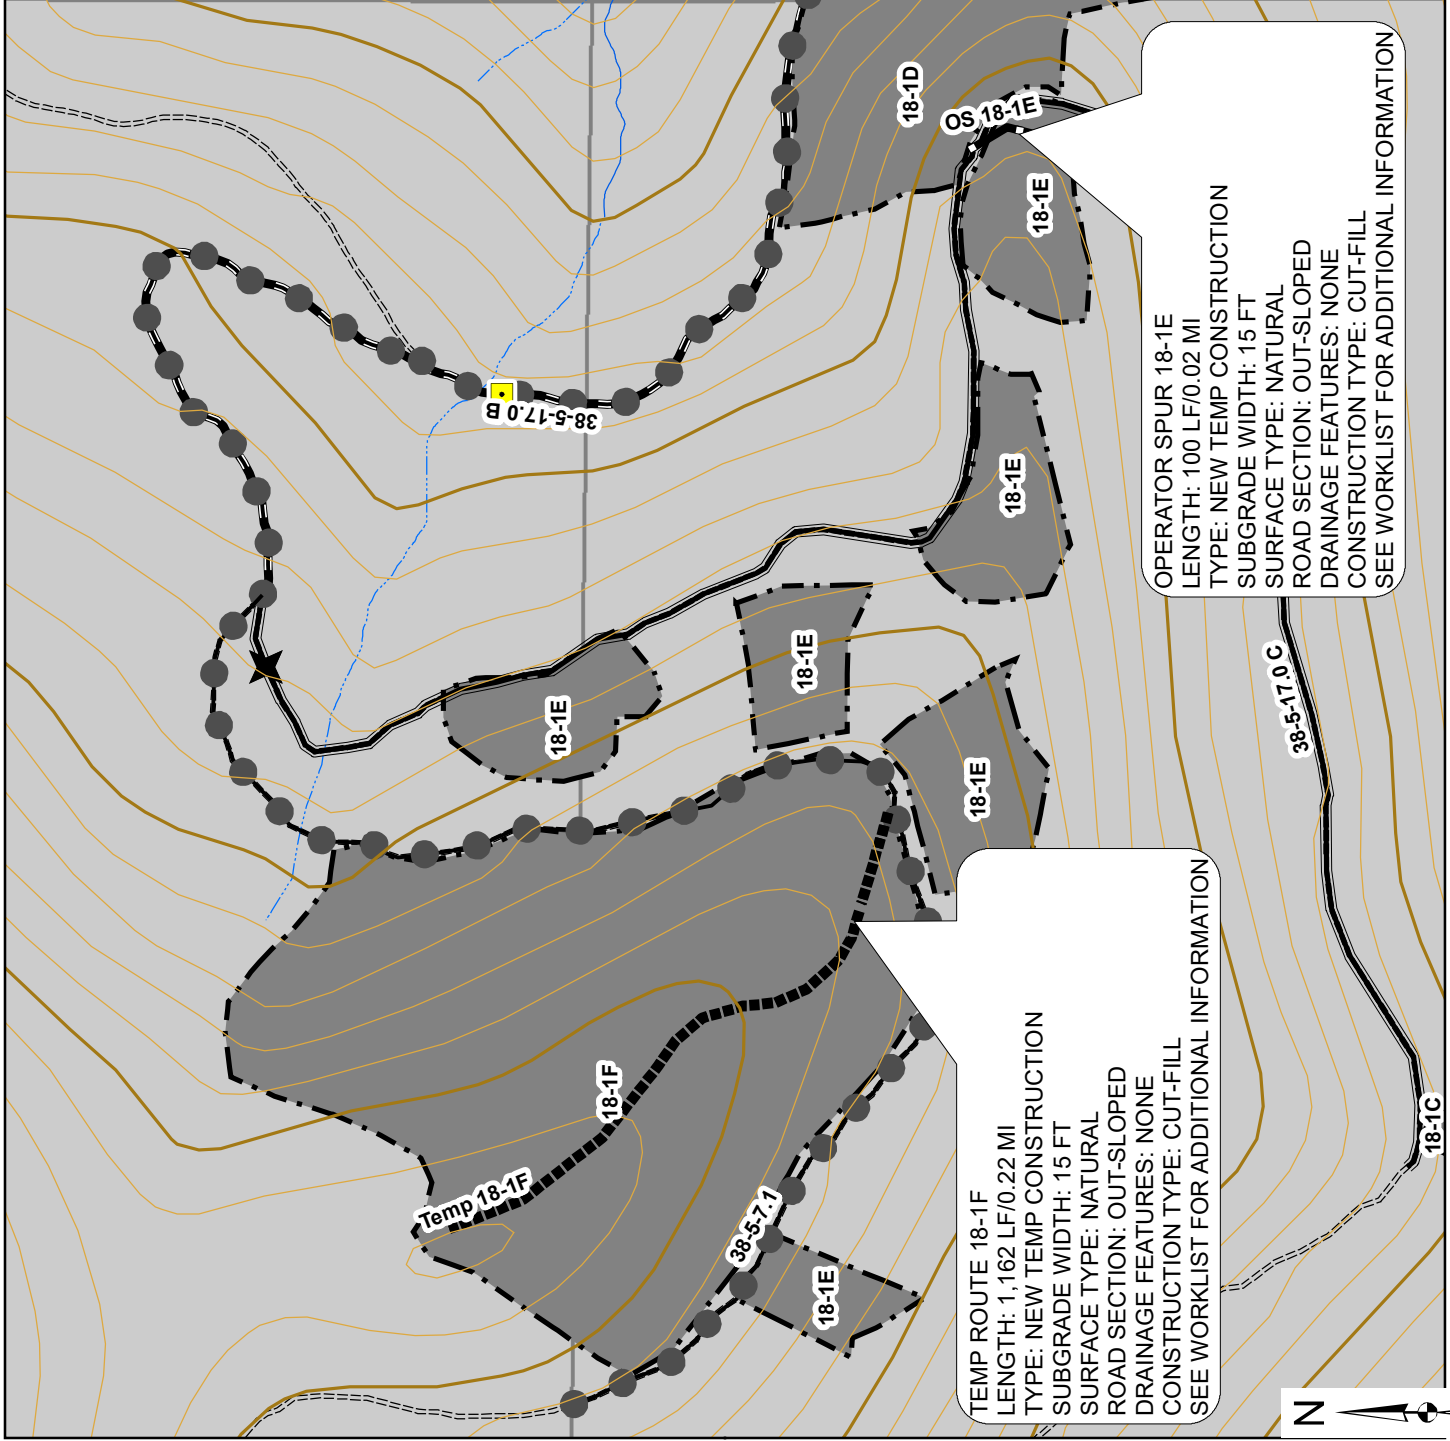 18-1D
OS 18-1E
18-1E
38-5-17.0 B
18-1E
18-1E
18-1E
18-1E
18-1F
Temp 18-1F
38-5-7.1
18-1E
38-5-17.0 C
18-1C
OPERATOR SPUR 18-1E
LENGTH: 100 LF/0.02 MI
TYPE: NEW TEMP CONSTRUCTION
SUBGRADE WIDTH: 15 FT
SURFACE TYPE: NATURAL
ROAD SECTION: OUT-SLOPED
DRAINAGE FEATURES: NONE
CONSTRUCTION TYPE: CUT-FILL
SEE WORKLIST FOR ADDITIONAL INFORMATION
TEMP ROUTE 18-1F
LENGTH: 1,162 LF/0.22 MI
TYPE: NEW TEMP CONSTRUCTION
SUBGRADE WIDTH: 15 FT
SURFACE TYPE: NATURAL
ROAD SECTION: OUT-SLOPED
DRAINAGE FEATURES: NONE
CONSTRUCTION TYPE: CUT-FILL
SEE WORKLIST FOR ADDITIONAL INFORMATION
N